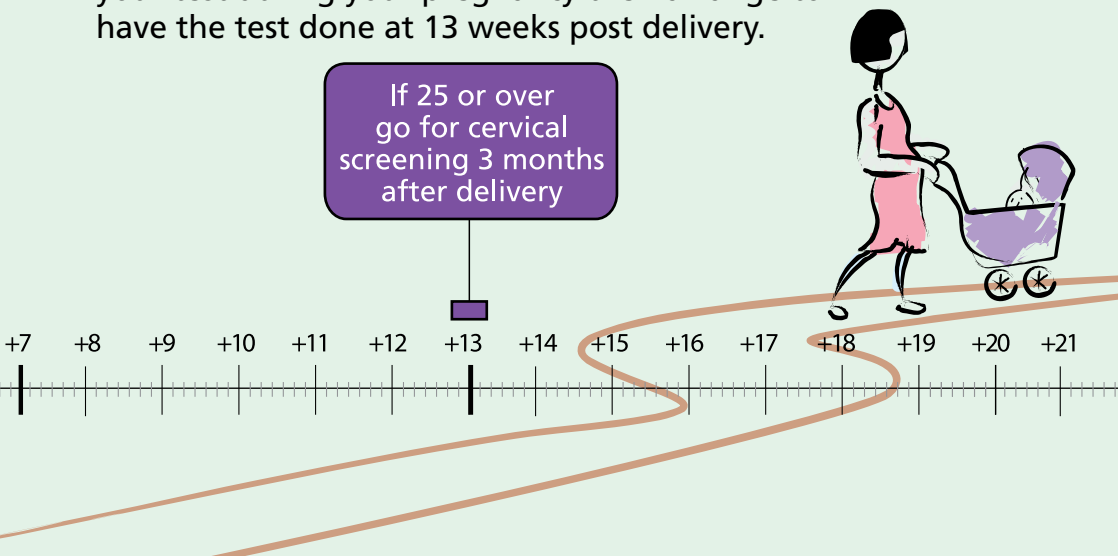 have the test done at 13 weeks post delivery.
If 25 or over
go for cervical
screening 3 months
after delivery
+7 +8 +9 +10 +11 +12 +13 +14 +15 +16 +17 +18 +19 +20 +21